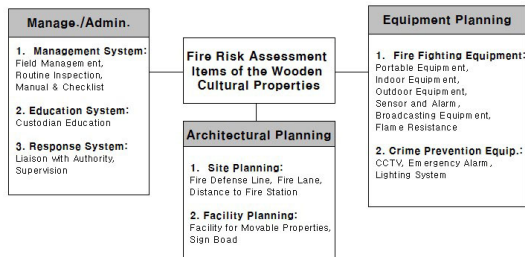 Manage./Admin.
1. Management System:
Field Management,
Routine Inspection,
Manual & Checklist
2. Education System:
Custodian Education
3. Response System:
Liaison with Authority,
Supervision
Fire Risk Assessment
Items of the Wooden
Cultural Properties
Architectural Planning
1. Site Planning:
Fire Defense Line, Fire Lane,
Distance to Fire Station
2. Facility Planning:
Facility for Movable Properties,
Sign Boad
Equipment Planning
1. Fire Fighting Equipment:
Portable Equipment,
Indoor Equipment,
Outdoor Equipment,
Sensor and Alarm,
Broadcasting Equipment,
Flame Resistance
2. Crime Prevention Equip.:
CCTV, Emergency Alarm,
Lighting System